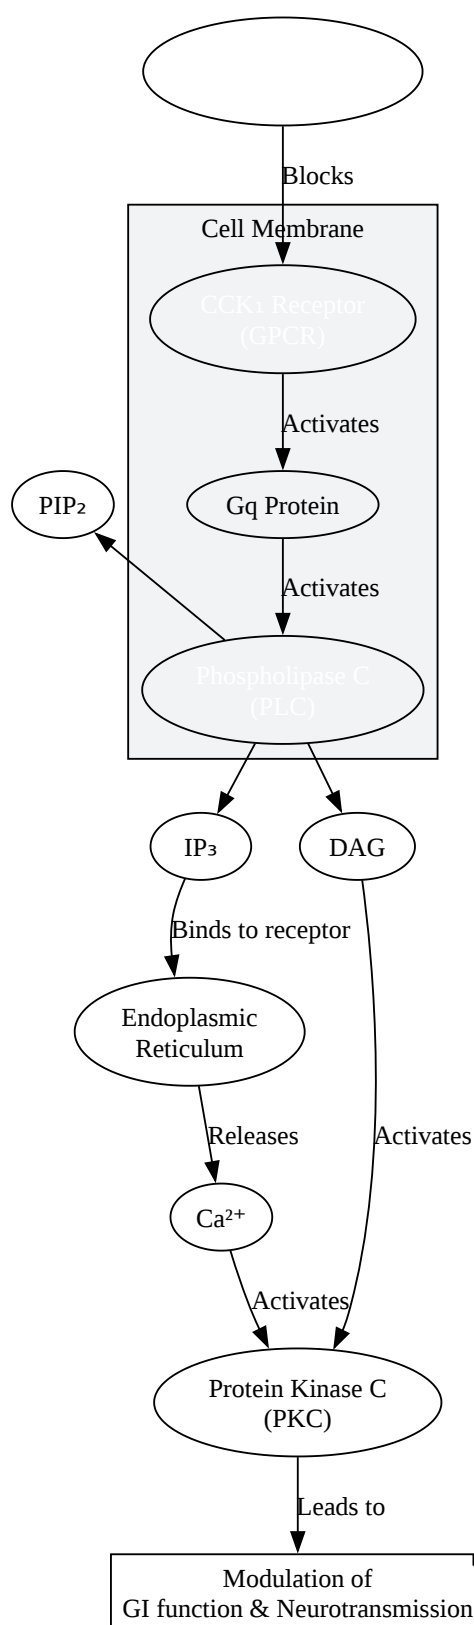 Blocks
Cell Membrane
CCK₁ Receptor
(GPCR)
Activates
Gq Protein
PIP₂
Activates
Phospholipase C
(PLC)
IP₃
DAG
Binds to receptor
Endoplasmic
Reticulum
Releases
Activates
Ca²⁺
Activates
Protein Kinase C
(PKC)
Leads to
Modulation of
GI function & Neurotransmission